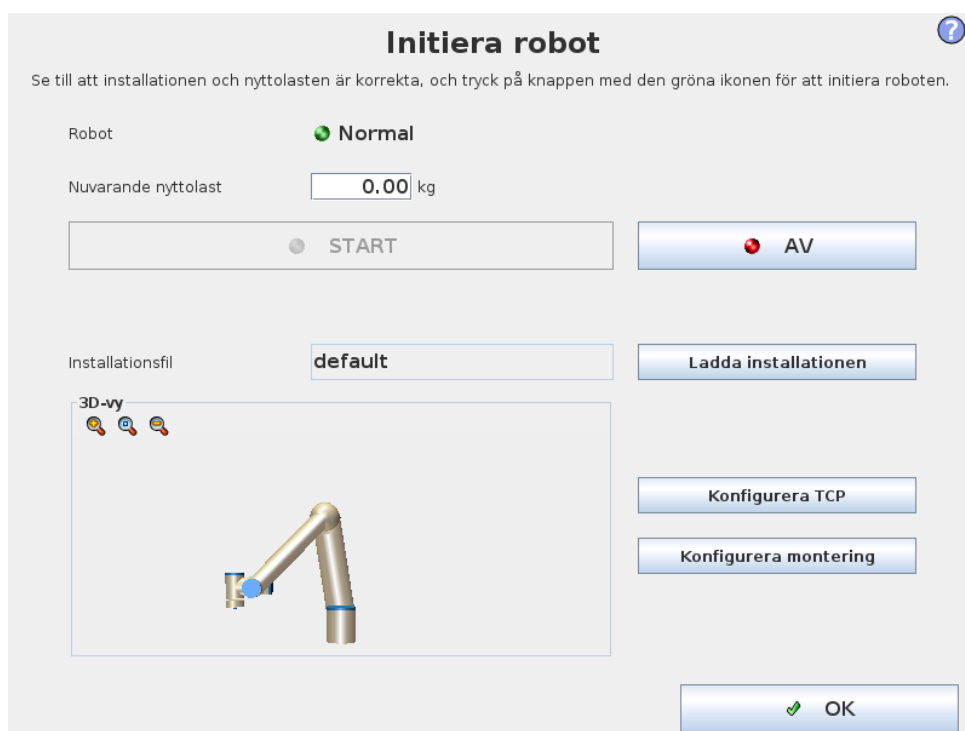 Initiera robot
?
Se till att installationen och nyttolasten är korrekta, och tryck på knappen med den gröna ikonen för att initiera roboten.
Robot
Normal
Nuvarande nyttolast
0.00 kg
START
AV
Installationsfil
default
Ladda installationen
3D-vy
Konfigurera TCP
Konfigurera montering
OK